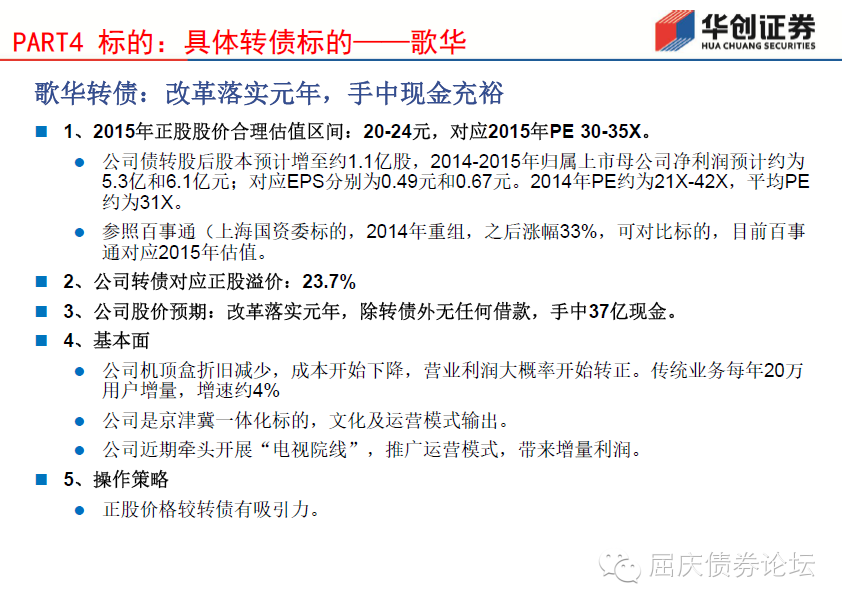 PART4 标的：具体转债标的——歌华
华创证券
HUA CHUANG SECURITIES
歌华转债：改革落实元年，手中现金充裕
1、2015年正股股价合理估值区间：20-24元，对应2015年PE 30-35X。
公司债转股后股本预计增至约1.1亿股，2014-2015年归属上市母公司净利润预计约为
5.3亿和6.1亿元；对应EPS分别为0.49元和0.67元。2014年PE约为21X-42X，平均PE
约为31X。
参照百事通（上海国资委标的，2014年重组，之后涨幅33%，可对比标的，目前百事
通对应2015年估值。
2、公司转债对应正股溢价：23.7%
3、公司股价预期：改革落实元年，除转债外无任何借款，手中37亿现金。
4、基本面
公司机顶盒折旧减少，成本开始下降，营业利润大概率开始转正。传统业务每年20万
用户增量，增速约4%
公司是京津冀一体化标的，文化及运营模式输出。
公司近期牵头开展“电视院线”，推广运营模式，带来增量利润。
5、操作策略
正股价格较转债有吸引力。
屈庆债券论坛